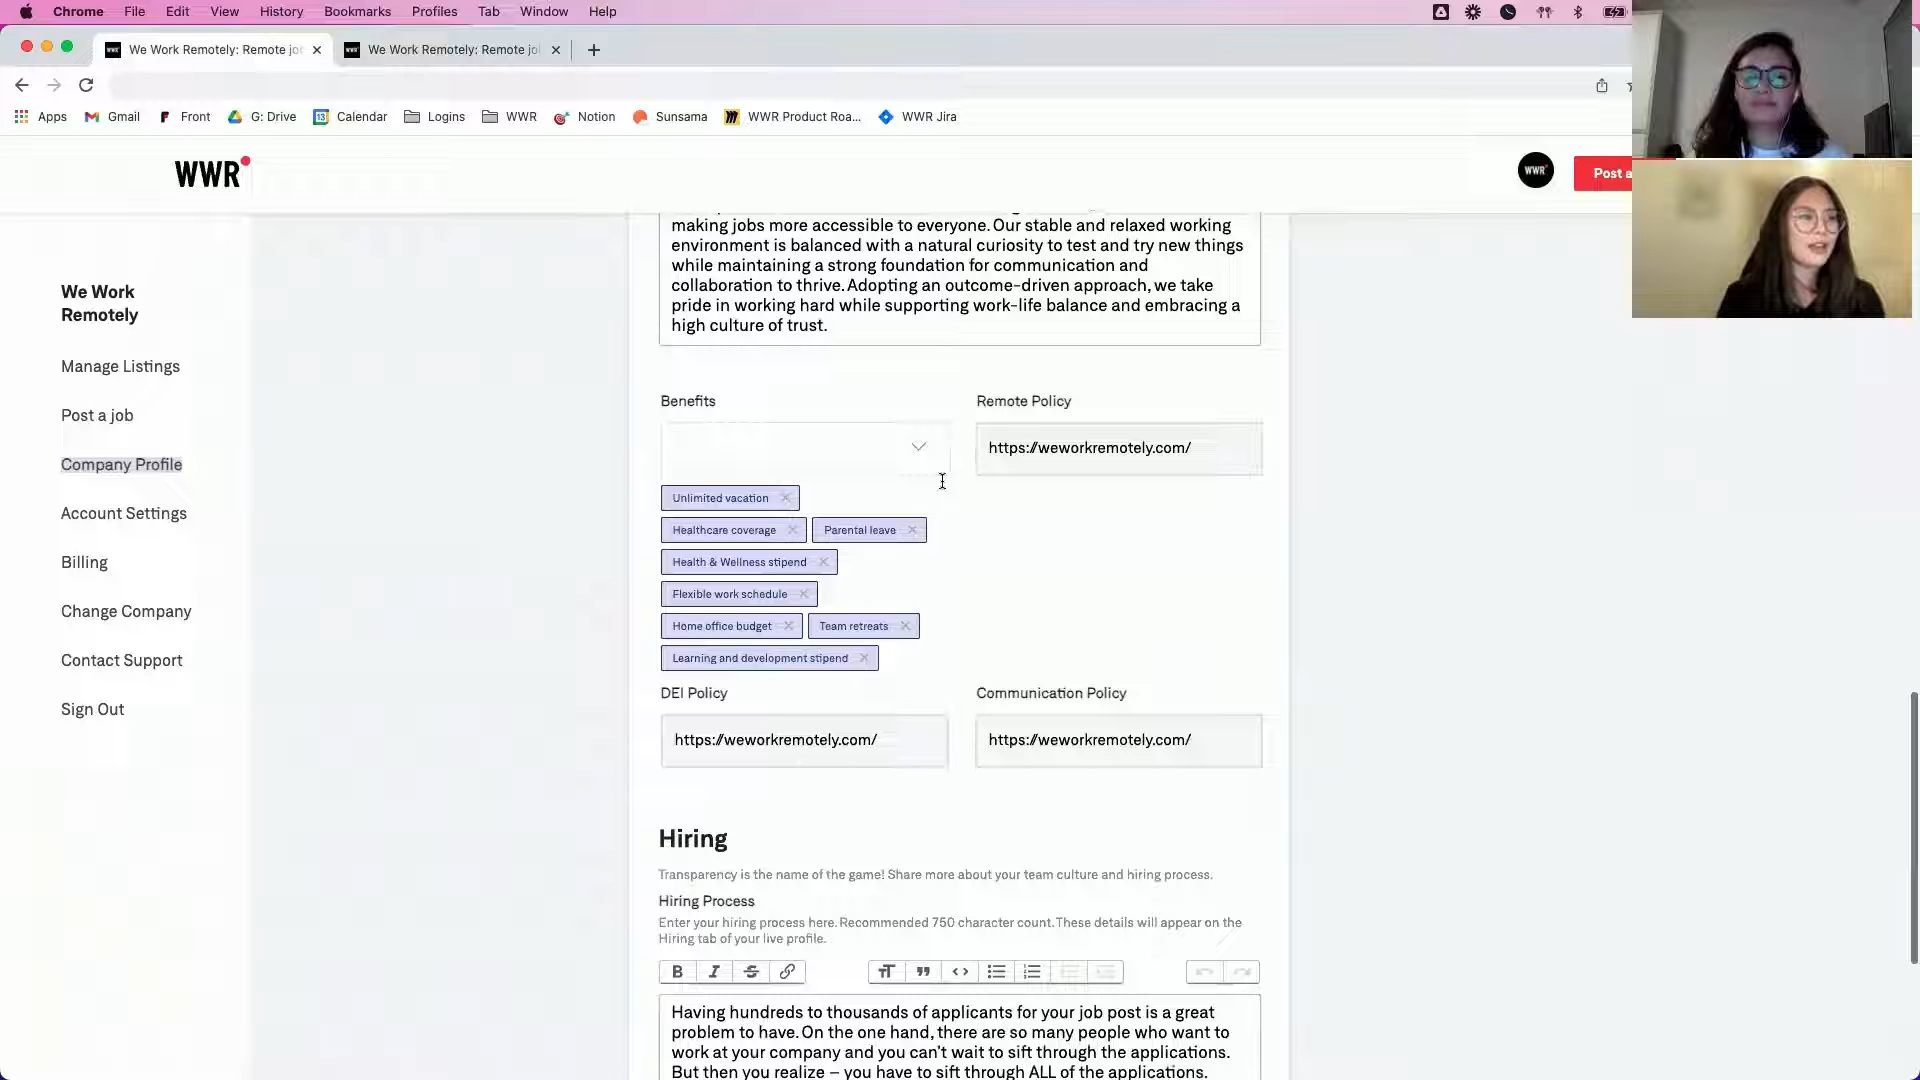 Chrome File Edit View History Bookmarks Profiles Tab Window Help
We Work Remotely: Remote jo
We Work Remotely: Remote jo
Apps Gmail Front G: Drive Calendar Logins WWR Notion Sunsama WWR Product Roa... WWR Jira
WWR
WWR
Post a
We Work
Remotely
Manage Listings
Post a job
Company Profile
Account Settings
Billing
Change Company
Contact Support
Sign Out
making jobs more accessible to everyone. Our stable and relaxed working
environment is balanced with a natural curiosity to test and try new things
while maintaining a strong foundation for communication and
collaboration to thrive. Adopting an outcome-driven approach, we take
pride in working hard while supporting work-life balance and embracing a
high culture of trust.
Benefits
Remote Policy
https://weworkremotely.com/
Unlimited vacation
Healthcare coverage
Parental leave
Health & Wellness stipend
Flexible work schedule
Home office budget
Team retreats
Learning and development stipend
DEI Policy
Communication Policy
https://weworkremotely.com/
https://weworkremotely.com/
Hiring
Transparency is the name of the game! Share more about your team culture and hiring process.
Hiring Process
Enter your hiring process here. Recommended 750 character count. These details will appear on the
Hiring tab of your live profile.
Having hundreds to thousands of applicants for your job post is a great
problem to have. On the one hand, there are so many people who want to
work at your company and you can't wait to sift through the applications.
But then you realize – you have to sift through ALL of the applications.